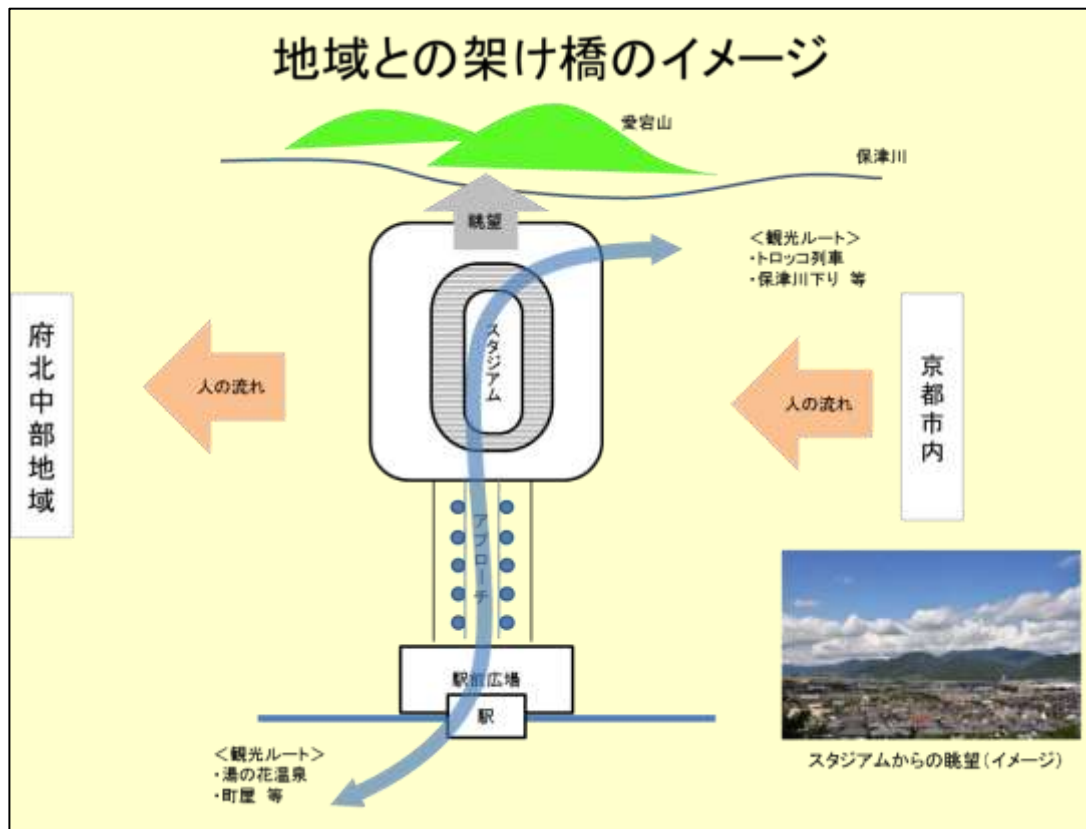 地域との架け橋のイメージ
愛宕山
保津川
眺望
＜観光ルート＞
・トロッコ列車
・保津川下り 等
府北中部地域
人の流れ
スタジアム
人の流れ
京都市内
アプローチ
駅前広場
駅
＜観光ルート＞
・湯の花温泉
・町屋 等
スタジアムからの眺望（イメージ）